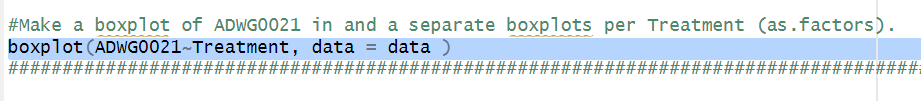 #Make a boxplot of ADWG0021 in and a separate boxplots per Treatment (as.factors).
boxplot(ADWG0021~Treatment, data = data )
####################################################################################